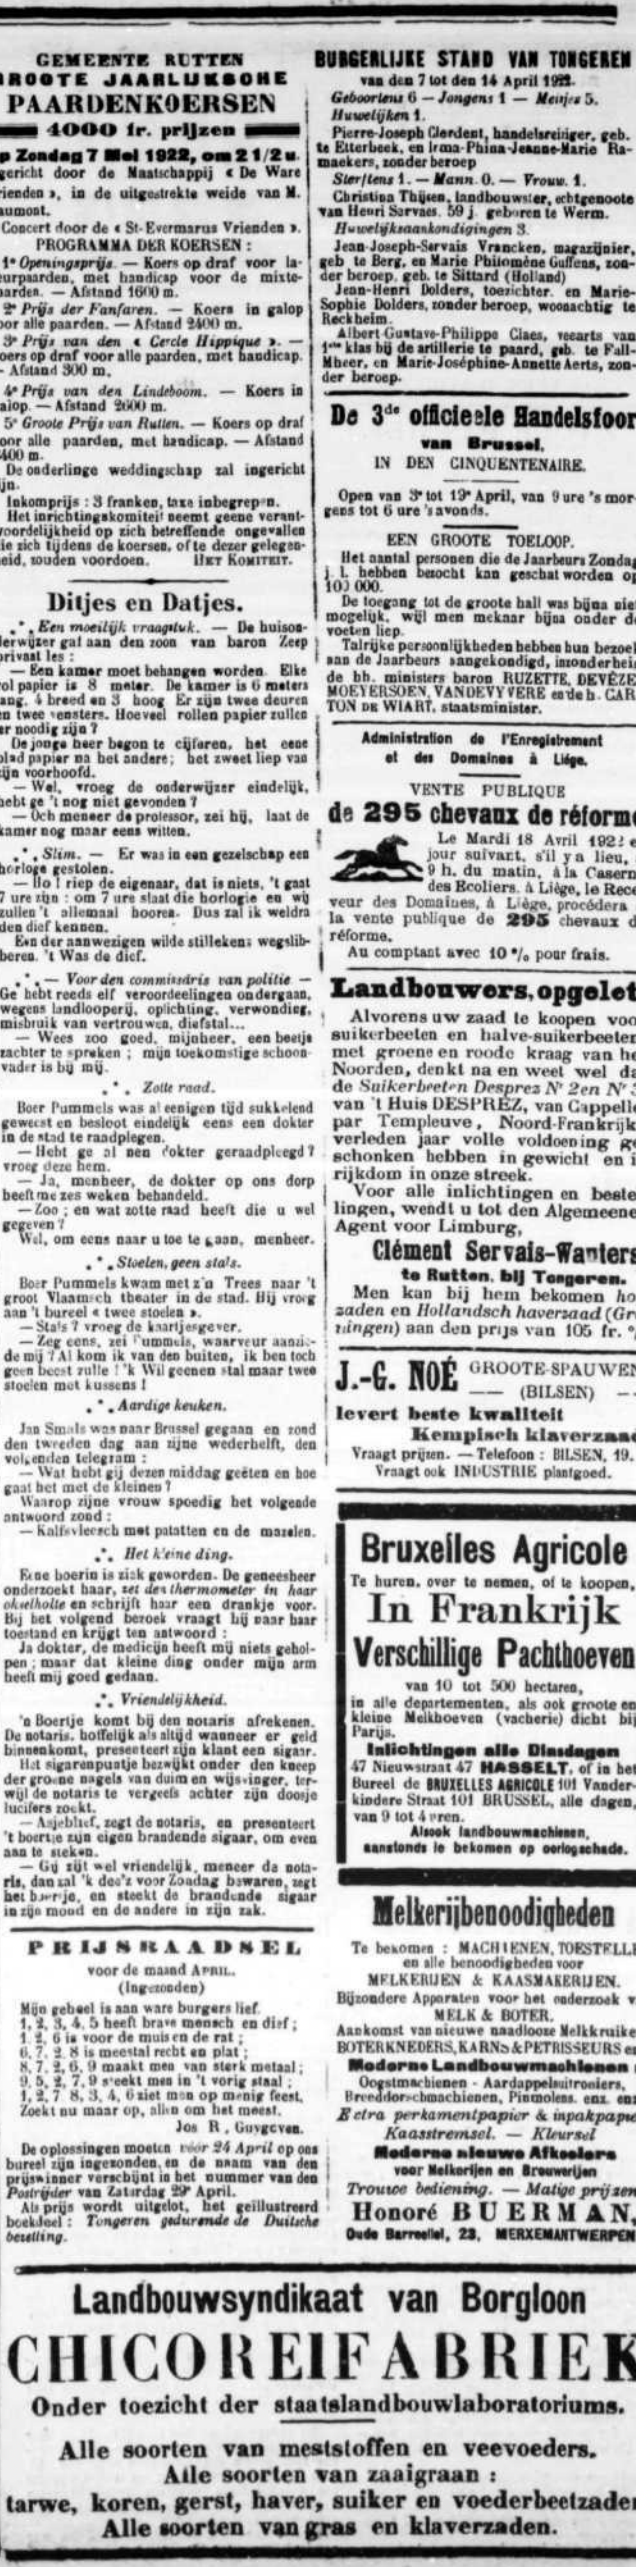 GEMEENTE RUTTEN
GROOTE JAARLIJKSCHE
PAARDENKOERSEN
4000 fr. prijzen
op Zondag 7 Mei 1922, om 2 1/2 u.
gericht door de Maatschappij « De Ware
rienden », in de uitgestrekte weide van M.
aumont.
Concert door de « St-Evermarus Vrienden ».
PROGRAMMA DER KOERSEN :
1e Openingsprijs. — Koers op draf voor la-
eurpaarden, met handicap voor de mixte-
aarden. — Afstand 1600 m.
2e Prijs der Fanfaren. — Koers in galop
oor alle paarden. — Afstand 2400 m.
3e Prijs van den « Cercle Hippique ». —
oers op draf voor alle paarden, met handicap.
- Afstand 300 m.
4e Prijs van den Lindeboom. — Koers in
alop. — Afstand 2600 m.
5e Groote Prijs van Rutten. — Koers op draf
oor alle paarden, met handicap. — Afstand
400 m.
De onderlinge weddingschap zal ingericht
ijn.
Inkomprijs : 3 franken, taxe inbegrepen.
Het inrichtingskomiteit neemt geene verant-
oordelijkheid op zich betreffende ongevallen
ie zich tijdens de koersen, of te dezer gelegen-
eid, zouden voordoen. HET KOMITEIT.
Ditjes en Datjes.
⁂ Een moeilijk vraagstuk. — De huison-
derwijzer gaf aan den zoon van baron Zeep
privaat les :
— Een kamer moet behangen worden. Elke
rol papier is 8 meter. De kamer is 6 meters
lang, 4 breed en 3 hoog Er zijn twee deuren
en twee vensters. Hoeveel rollen papier zullen
er noodig zijn ?
De jonge heer begon te cijferen, het eene
blad papier na het andere; het zweet liep van
zijn voorhoofd.
— Wel, vroeg de onderwijzer eindelijk,
hebt ge 't nog niet gevonden ?
— Och meneer de professor, zei hij, laat de
kamer nog maar eens witten.
⁂ Slim. — Er was in een gezelschap een
horloge gestolen.
— Ho ! riep de eigenaar, dat is niets, 't gaat
7 ure zijn : om 7 ure slaat die horlogie en wij
zullen 't allemaal hooren. Dus zal ik weldra
den dief kennen.
Een der aanwezigen wilde stillekens wegslib-
beren. 't Was de dief.
⁂ — Voor den commissaris van politie —
Ge hebt reeds elf veroordeelingen ondergaan,
wegens landlooperij, oplichting, verwonding,
misbruik van vertrouwen, diefstal...
— Wees zoo goed, mijnheer, een beetje
zachter te spreken ; mijn toekomstige schoon-
vader is bij mij.
⁂ Zotte raad.
Boer Pummels was al eenigen tijd sukkelend
geweest en besloot eindelijk eens een dokter
in de stad te raadplegen.
— Hebt ge al nen dokter geraadpleegd ?
vroeg deze hem.
— Ja, menheer, de dokter op ons dorp
heeft me zes weken behandeld.
— Zoo ; en wat zotte raad heeft die u wel
gegeven ?
Wel, om eens naar u toe te gaan, menheer.
⁂ Stoelen, geen stals.
Boer Pummels kwam met z'n Trees naar 't
groot Vlaamsch theater in de stad. Hij vroeg
aan 't bureel « twee stoelen ».
— Stals ? vroeg de kaartjesgever.
— Zeg eens, zei Pummels, waarveur aanzie-
de mij ? Al kom ik van den buiten, ik ben toch
geen beest zulle ! 'k Wil geenen stal maar twee
stoelen met kussens !
⁂ Aardige keuken.
Jan Smals was naar Brussel gegaan en zond
den tweeden dag aan zijne wederhelft, den
volgenden telegram :
— Wat hebt gij dezen middag geëten en hoe
gaat het met de kleinen ?
Waarop zijne vrouw spoedig het volgende
antwoord zond :
— Kalfsvleesch met patatten en de mazelen.
⁂ Het kleine ding.
Eene boerin is ziek geworden. De geneesheer
onderzoekt haar, zet den thermometer in haar
okselholte en schrijft haar een drankje voor.
Bij het volgend bezoek vraagt hij naar haar
toestand en krijgt ten antwoord :
Ja dokter, de medicijn heeft mij niets gehol-
pen ; maar dat kleine ding onder mijn arm
heeft mij goed gedaan.
⁂ Vriendelijkheid.
'n Boertje komt bij den notaris afrekenen.
De notaris, hoffelijk als altijd wanneer er geld
binnenkomt, presenteert zijn klant een sigaar.
Het sigarenpuntje bezwijkt onder den kneep
der groene nagels van duim en wijsvinger, ter-
wijl de notaris te vergeefs achter zijn doosje
lucifers zoekt.
— Asjeblief, zegt de notaris, en presenteert
't boertje zijn eigen brandende sigaar, om even
aan te steken.
— Gij zijt wel vriendelijk, meneer de nota-
ris, dan zal 'k dee'z voor Zondag bewaren, zegt
het boertje, en steekt de brandende sigaar
in zijn mond en de andere in zijn zak.
PRIJSRAADSEL
voor de maand APRIL.
(Ingezonden)
Mijn geheel is aan ware burgers lief.
1, 2, 3, 4, 5 heeft brave mensch en dief ;
1, 2, 6 is voor de muis en de rat ;
6, 7, 2, 8 is meestal recht en plat ;
8, 7, 2, 6, 9 maakt men van sterk metaal ;
9, 5, 2, 7, 9 steekt men in 't vorig staal ;
1, 2, 7, 8, 3, 4, 6 ziet men op menig feest.
Zoekt nu maar op, allen om het meest.
Jos R, Guygoven.
De oplossingen moeten vóór 24 April op ons
bureel zijn ingezonden, en de naam van den
prijswinner verschijnt in het nummer van den
Postrijder van Zaterdag 29e April.
Als prijs wordt uitgelot, het geïllustreerd
boekdeel : Tongeren gedurende de Duitsche
bezetting.
BURGERLIJKE STAND VAN TONGEREN
van den 7 tot den 14 April 1922.
Geboortens 6 — Jongens 1 — Meisjes 5.
Huwelijken 1.
Pierre-Joseph Clerdent, handelsreiziger, geb.
te Etterbeek, en Irma-Phina-Jeanne-Marie Ra-
maekers, zonder beroep
Sterftens 1. — Mann. 0. — Vrouw. 1.
Christina Thijsen, landbouwster, echtgenoote
van Henri Servaes. 59 j. geboren te Werm.
Huwelijksaankondigingen 3.
Jean-Joseph-Servais Vrancken, magazijnier,
geb te Berg, en Marie Philomène Guffens, zon-
der beroep, geb. te Sittard (Holland)
Jean-Henri Dolders, toezichter. en Marie-
Sophie Dolders, zonder beroep, woonachtig te
Reckheim.
Albert-Gustave-Philippe Claes, veearts van
1ste klas bij de artillerie te paard, geb. te Fall-
Mheer, en Marie-Joséphine-Annette Aerts, zon-
der beroep.
De 3de officieele Handelsfoor
van Brussel.
IN DEN CINQUENTENAIRE.
Open van 3e tot 19e April, van 9 ure 's mor-
gens tot 6 ure 's avonds.
EEN GROOTE TOELOOP.
Het aantal personen die de Jaarbeurs Zondag
j. l. hebben bezocht kan geschat worden op
100 000.
De toegang tot de groote hall was bijna niet
mogelijk, wijl men mekaar bijna onder de
voeten liep.
Talrijke persoonlijkheden hebben hun bezoek
aan de Jaarbeurs aangekondigd, inzonderheid
de hh. ministers baron RUZETTE, DEVÈZE,
MOEYERSOEN, VANDEVYVERE en de h. CAR
TON DE WIART, staatsminister.
Administration de l'Enregistrement
et des Domaines à Liége.
VENTE PUBLIQUE
de 295 chevaux de réforme
Le Mardi 18 Avril 1922 e
jour suivant, s'il y a lieu,
9 h. du matin, à la Casern
des Ecoliers, à Liége, le Rece
veur des Domaines, à Liège, procédera
la vente publique de 295 chevaux d
réforme.
Au comptant avec 10 % pour frais.
Landbouwers, opgelet
Alvorens uw zaad te koopen voo
suikerbeeten en halve-suikerbeeten
met groene en roode kraag van he
Noorden, denkt na en weet wel da
de Suikerbeeten Desprez Nr 2 en Nr 3
van 't Huis DESPREZ, van Cappelle
par Templeuve, Noord-Frankrijk
verleden jaar volle voldoening ge
schonken hebben in gewicht en i
rijkdom in onze streek.
Voor alle inlichtingen en beste
lingen, wendt u tot den Algemeene
Agent voor Limburg,
Clément Servais-Wanters
te Rutten, bij Tongeren.
Men kan bij hem bekomen ho
zaden en Hollandsch haverzaad (Gr
ningen) aan den prijs van 105 fr. %
J.-G. NOÉ GROOTE-SPAUWEN
(BILSEN)
levert beste kwaliteit
Kempisch klaverzaad
Vraagt prijzen. — Telefoon : BILSEN, 19.
Vraagt ook INDUSTRIE plantgoed.
Bruxelles Agricole
Te huren, over te nemen, of te koopen,
In Frankrijk
Verschillige Pachthoeven
van 10 tot 500 hectaren,
in alle departementen, als ook groote en
kleine Melkhoeven (vacherie) dicht bij
Parijs.
Inlichtingen alle Dinsdagen
47 Nieuwstraat 47 HASSELT, of in het
Bureel de BRUXELLES AGRICOLE 101 Vander-
kindere Straat 101 BRUSSEL, alle dagen,
van 9 tot 4 uren.
Alsook landbouwmachienen,
aanstonds te bekomen op oorlogschade.
Melkerijbenoodigheden
Te bekomen : MACHIENEN, TOESTELLE
en alle benoodigheden voor
MELKERIJEN & KAASMAKERIJEN.
Bijzondere Apparaten voor het onderzoek v
MELK & BOTER.
Aankomst van nieuwe naadlooze Melkkruike
BOTERKNEDERS, KARNS & PETRISSEURS en
Moderne Landbouwmachienen :
Oogstmachienen - Aardappeluitrooiers,
Breeddorschmachienen, Pinmolens. enz. enz
Extra perkamentpapier & inpakpapie
Kaasstremsel. — Kleursel
Moderne nieuwe Afkoelers
voor Melkerijen en Brouwerijen
Trouwe bediening. — Matige prijzen
Honoré BUERMAN,
Oude Barreellei, 23, MERXEM ANTWERPEN
Landbouwsyndikaat van Borgloon
CHICOREIFABRIEK
Onder toezicht der staatslandbouwlaboratoriums.
Alle soorten van meststoffen en veevoeders.
Alle soorten van zaaigraan :
tarwe, koren, gerst, haver, suiker en voederbeetzaden
Alle soorten van gras en klaverzaden.